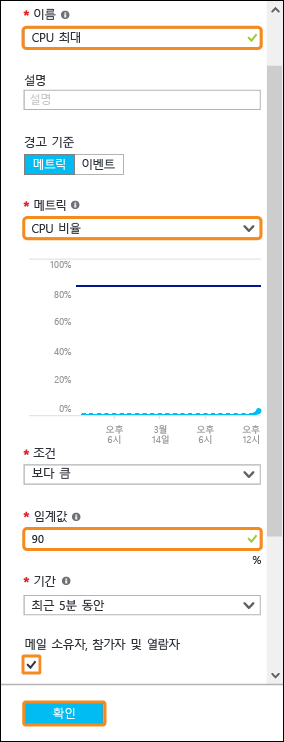 * 이름
CPU 최대
설명
설명
경고 기준
메트릭 이벤트
* 메트릭
CPU 비율
100%
80%
60%
40%
20%
0%
오후 3월 오후 오후
6시 14일 6시 12시
* 조건
보다 큼
* 임계값
90
%
* 기간
최근 5분 동안
메일 소유자, 참가자 및 열람자
확인